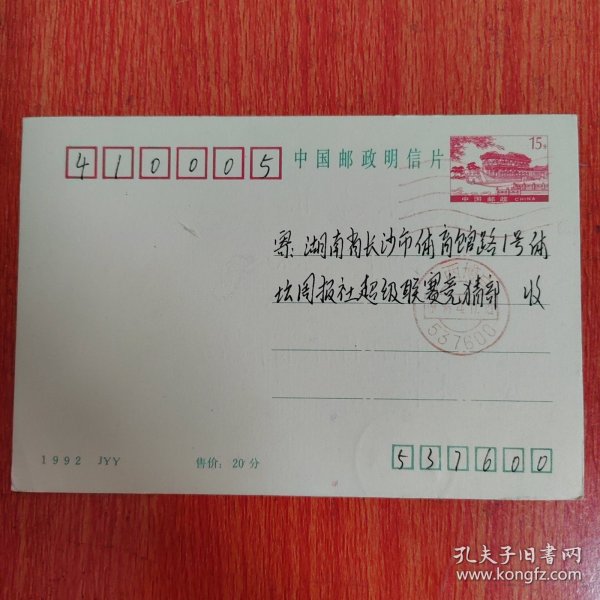 410005 中国邮政明信片
15分
中国邮政 CHINA
寄: 湖南省长沙市体育馆路1号体
坛周报社超级联赛竞猜部 收
537600
1992 JYY 售价: 20分
537600
孔夫子旧书网
www.kongfz.com